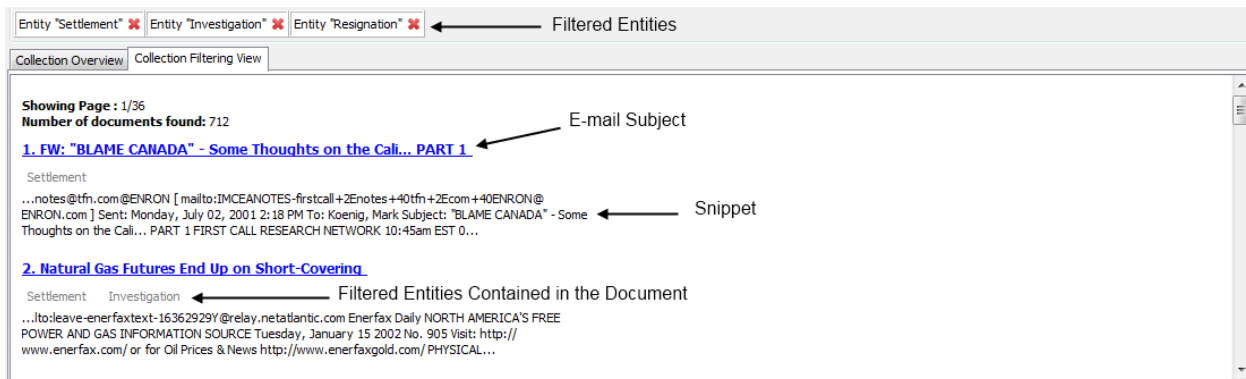 Entity "Settlement" Entity "Investigation" Entity "Resignation" Filtered Entities
Collection Overview Collection Filtering View
Showing Page : 1/36
Number of documents found: 712
E-mail Subject
1. FW: "BLAME CANADA" - Some Thoughts on the Cali... PART 1
Settlement
...notes@tfn.com@ENRON [ mailto:IMCEANOTES-firstcall+2Enotes+40tfn+2Ecom+40ENRON@
ENRON.com ] Sent: Monday, July 02, 2001 2:18 PM To: Koenig, Mark Subject: "BLAME CANADA" - Some
Snippet
Thoughts on the Cali... PART 1 FIRST CALL RESEARCH NETWORK 10:45am EST 0...
2. Natural Gas Futures End Up on Short-Covering
Settlement Investigation Filtered Entities Contained in the Document
...lto:leave-enerfaxtext-16362929Y@relay.netatlantic.com Enerfax Daily NORTH AMERICA'S FREE
POWER AND GAS INFORMATION SOURCE Tuesday, January 15 2002 No. 905 Visit: http://
www.enerfax.com/ or for Oil Prices & News http://www.enerfaxgold.com/ PHYSICAL...